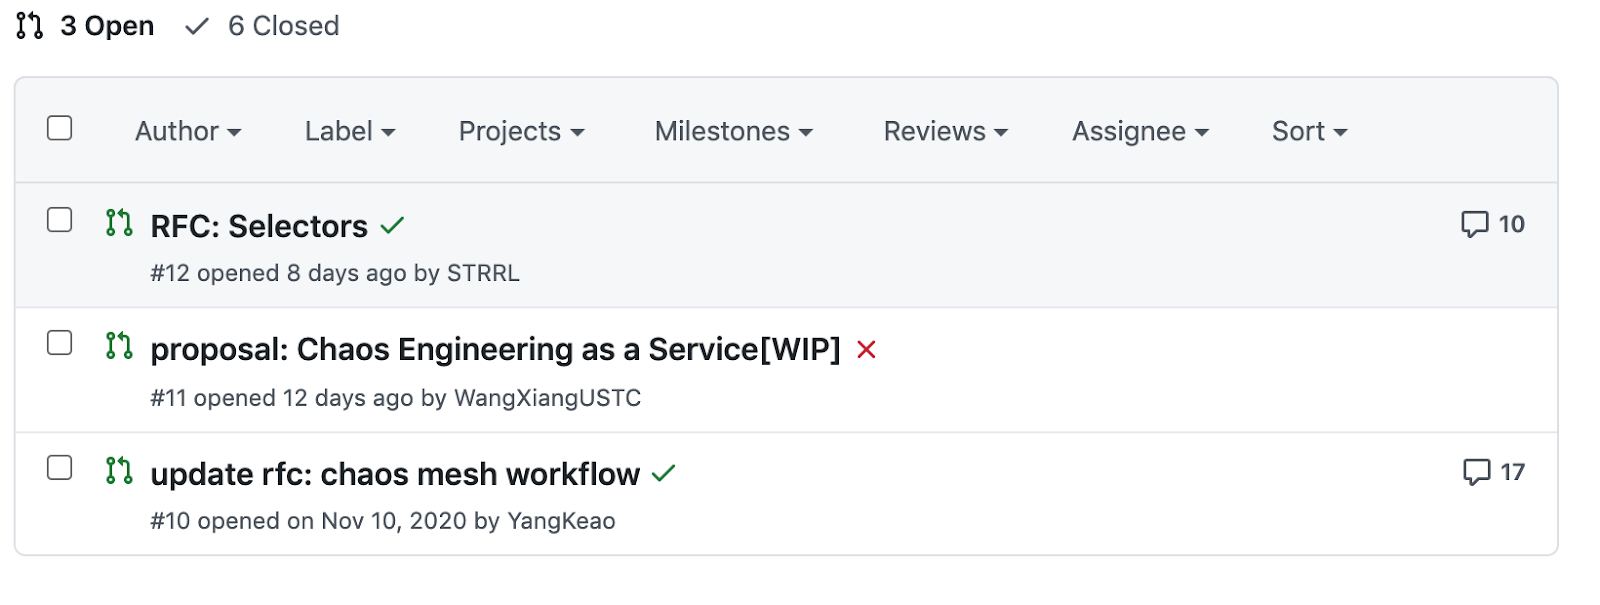 3 Open 6 Closed
Author Label Projects Milestones Reviews Assignee Sort
RFC: Selectors 10
#12 opened 8 days ago by STRRL
proposal: Chaos Engineering as a Service[WIP]
#11 opened 12 days ago by WangXiangUSTC
update rfc: chaos mesh workflow 17
#10 opened on Nov 10, 2020 by YangKeao